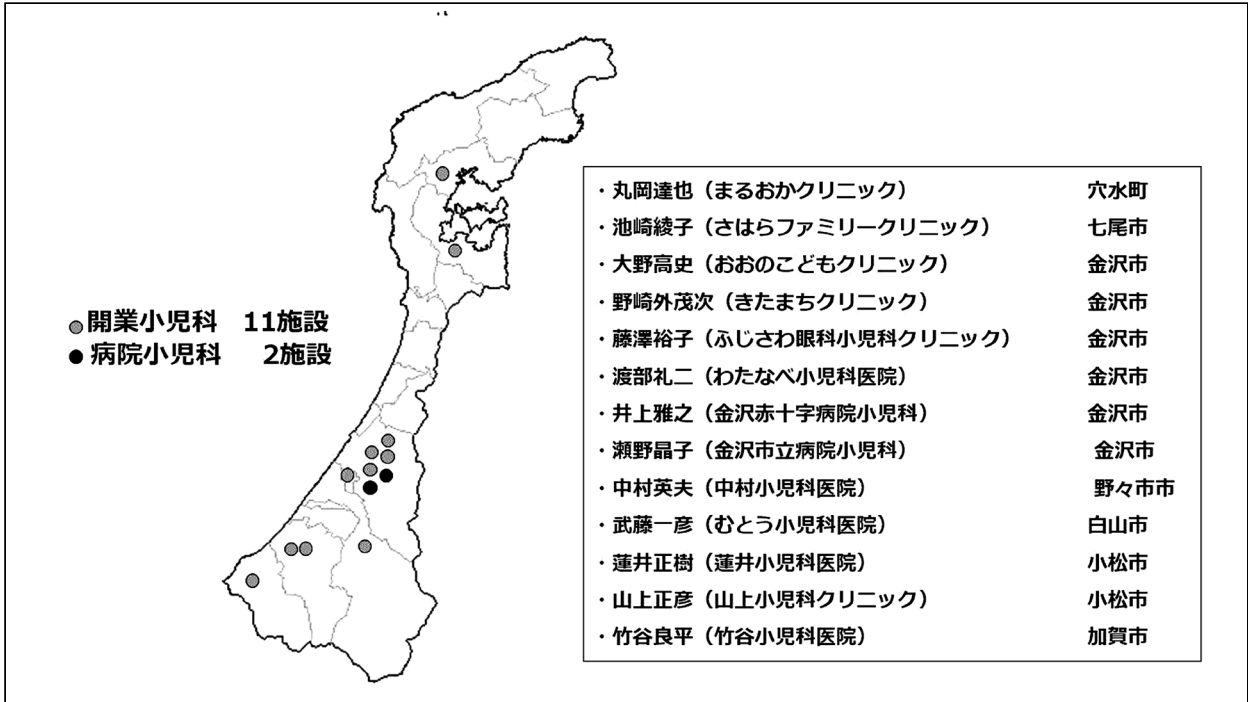 開業小児科 11施設
病院小児科 2施設
・丸岡達也（まるおかクリニック） 穴水町
・池崎綾子（さはらファミリークリニック） 七尾市
・大野高史（おおのこどもクリニック） 金沢市
・野崎外茂次（きたまちクリニック） 金沢市
・藤澤裕子（ふじさわ眼科小児科クリニック） 金沢市
・渡部礼二（わたなべ小児科医院） 金沢市
・井上雅之（金沢赤十字病院小児科） 金沢市
・瀬野晶子（金沢市立病院小児科） 金沢市
・中村英夫（中村小児科医院） 野々市市
・武藤一彦（むとう小児科医院） 白山市
・蓮井正樹（蓮井小児科医院） 小松市
・山上正彦（山上小児科クリニック） 小松市
・竹谷良平（竹谷小児科医院） 加賀市